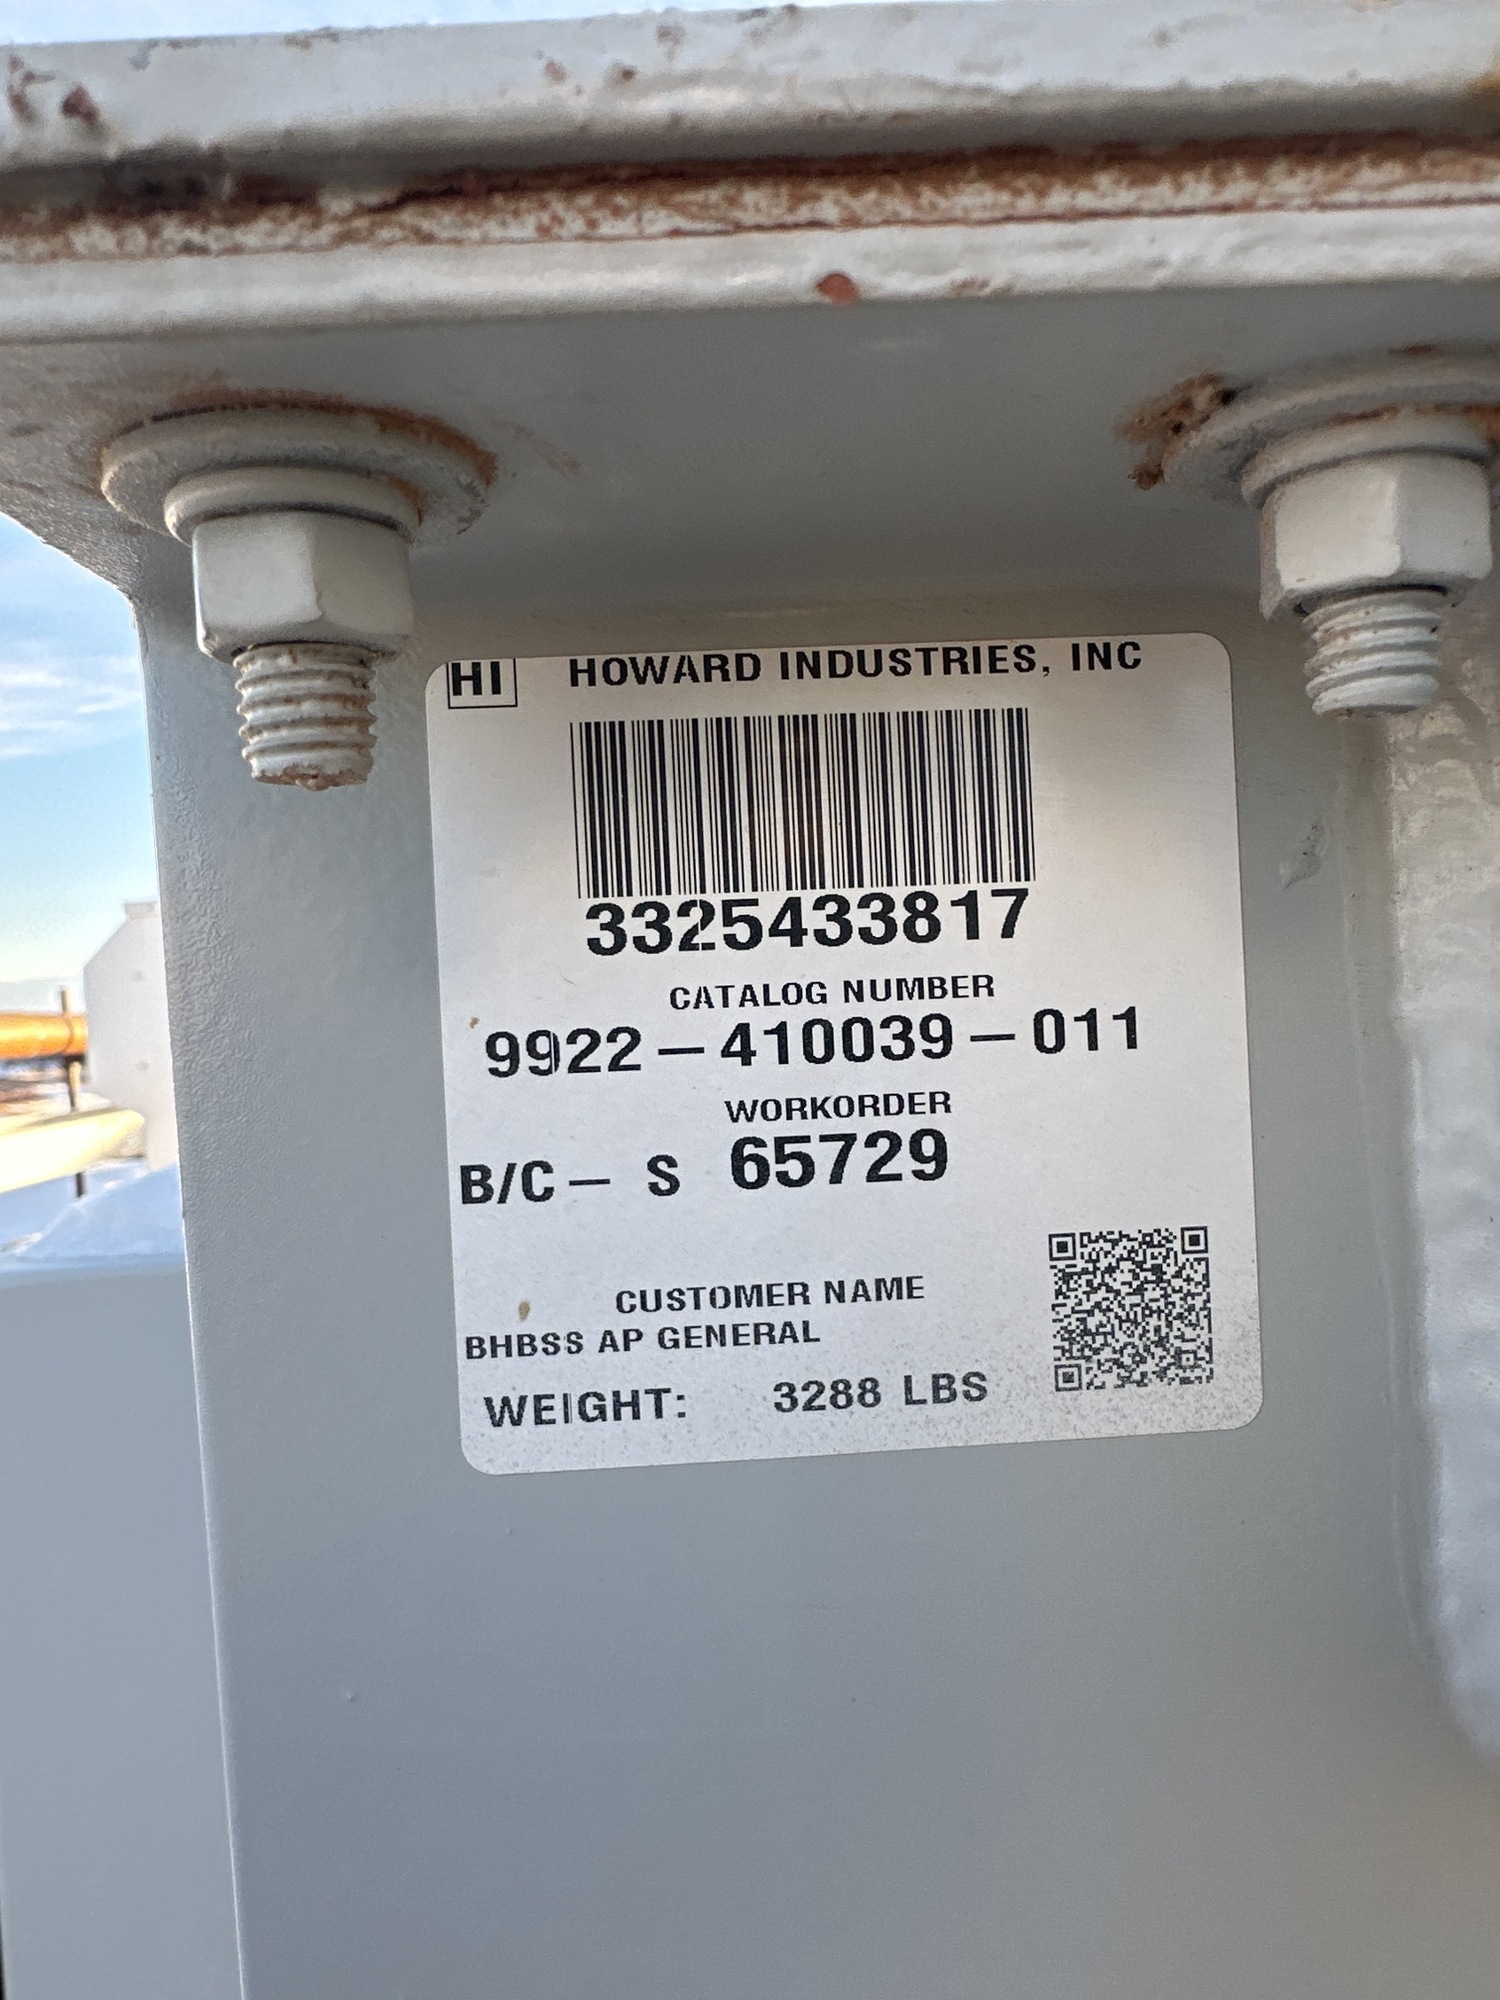 HI HOWARD INDUSTRIES, INC
3325433817
CATALOG NUMBER
9922-410039-011
WORKORDER
B/C- S 65729
CUSTOMER NAME
BHBSS AP GENERAL
WEIGHT: 3288 LBS